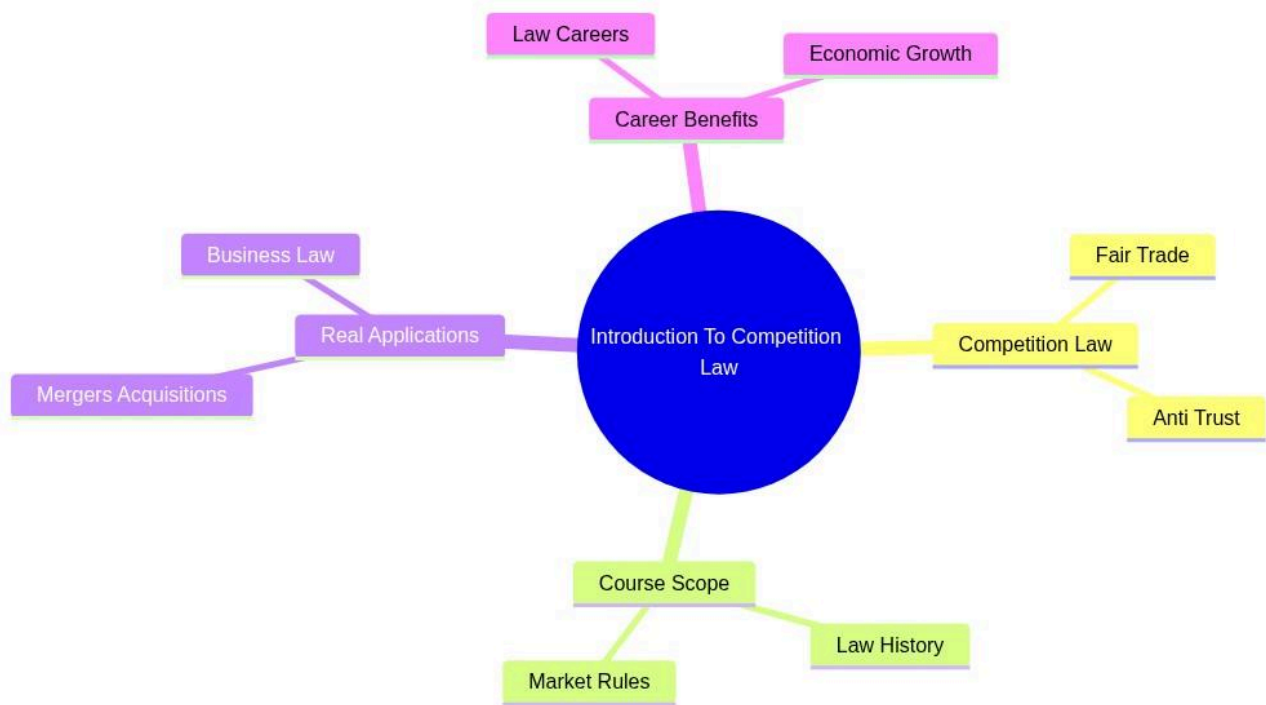 Law Careers
Economic Growth
Career Benefits
Business Law
Fair Trade
Real Applications
Introduction To Competition
Law
Competition Law
Mergers Acquisitions
Anti Trust
Course Scope
Law History
Market Rules